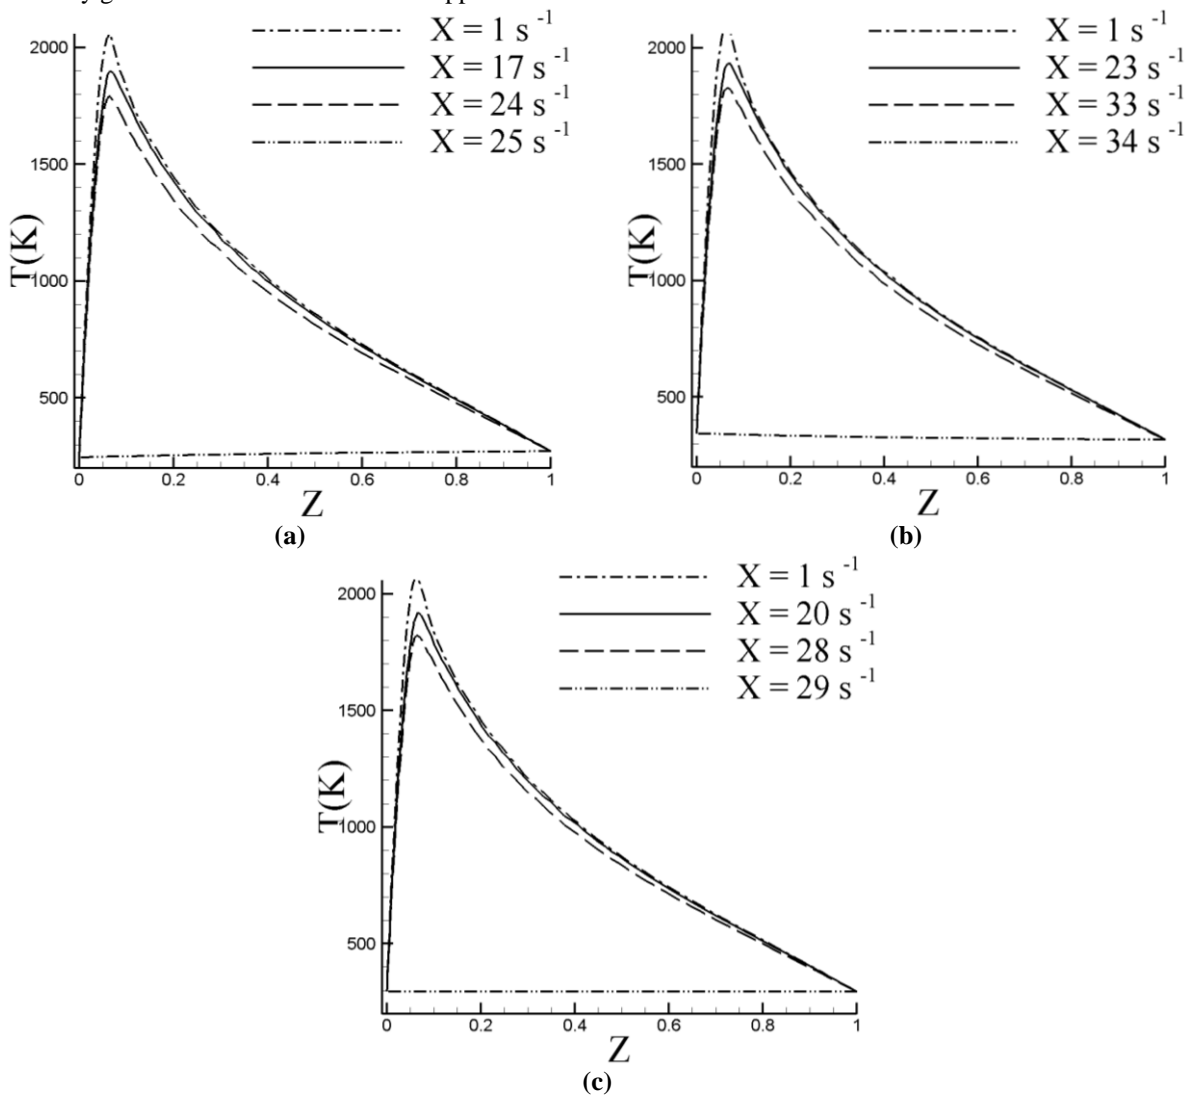 X = 1 s⁻¹
X = 17 s⁻¹
X = 24 s⁻¹
X = 25 s⁻¹
2000
1500
1000
500
T(K)
0 0.2 0.4 0.6 0.8 1
Z
(a)
X = 1 s⁻¹
X = 23 s⁻¹
X = 33 s⁻¹
X = 34 s⁻¹
2000
1500
1000
500
T(K)
0 0.2 0.4 0.6 0.8 1
Z
(b)
X = 1 s⁻¹
X = 20 s⁻¹
X = 28 s⁻¹
X = 29 s⁻¹
2000
1500
1000
500
T(K)
0 0.2 0.4 0.6 0.8 1
Z
(c)